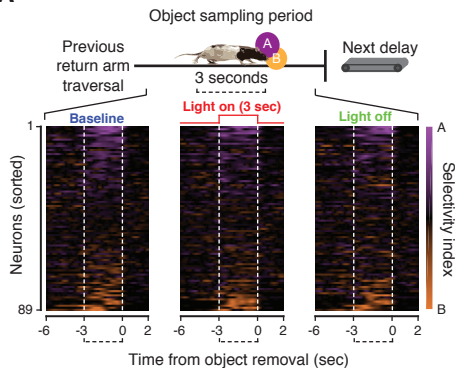 Object sampling period
Previous
return arm
traversal
A
B
3 seconds
Next delay
Baseline
Light on (3 sec)
Light off
Neurons (sorted)
1
89
A
Selectivity index
B
-6 -3 0 2
-6 -3 0 2
-6 -3 0 2
Time from object removal (sec)